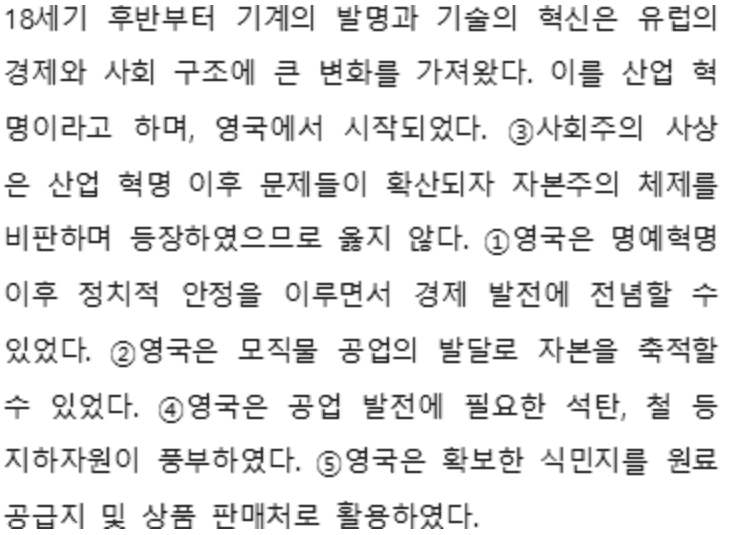 18세기 후반부터 기계의 발명과 기술의 혁신은 유럽의
경제와 사회 구조에 큰 변화를 가져왔다. 이를 산업 혁
명이라고 하며, 영국에서 시작되었다. ③사회주의 사상
은 산업 혁명 이후 문제들이 확산되자 자본주의 체제를
비판하며 등장하였으므로 옳지 않다. ①영국은 명예혁명
이후 정치적 안정을 이루면서 경제 발전에 전념할 수
있었다. ②영국은 모직물 공업의 발달로 자본을 축적할
수 있었다. ④영국은 공업 발전에 필요한 석탄, 철 등
지하자원이 풍부하였다. ⑤영국은 확보한 식민지를 원료
공급지 및 상품 판매처로 활용하였다.